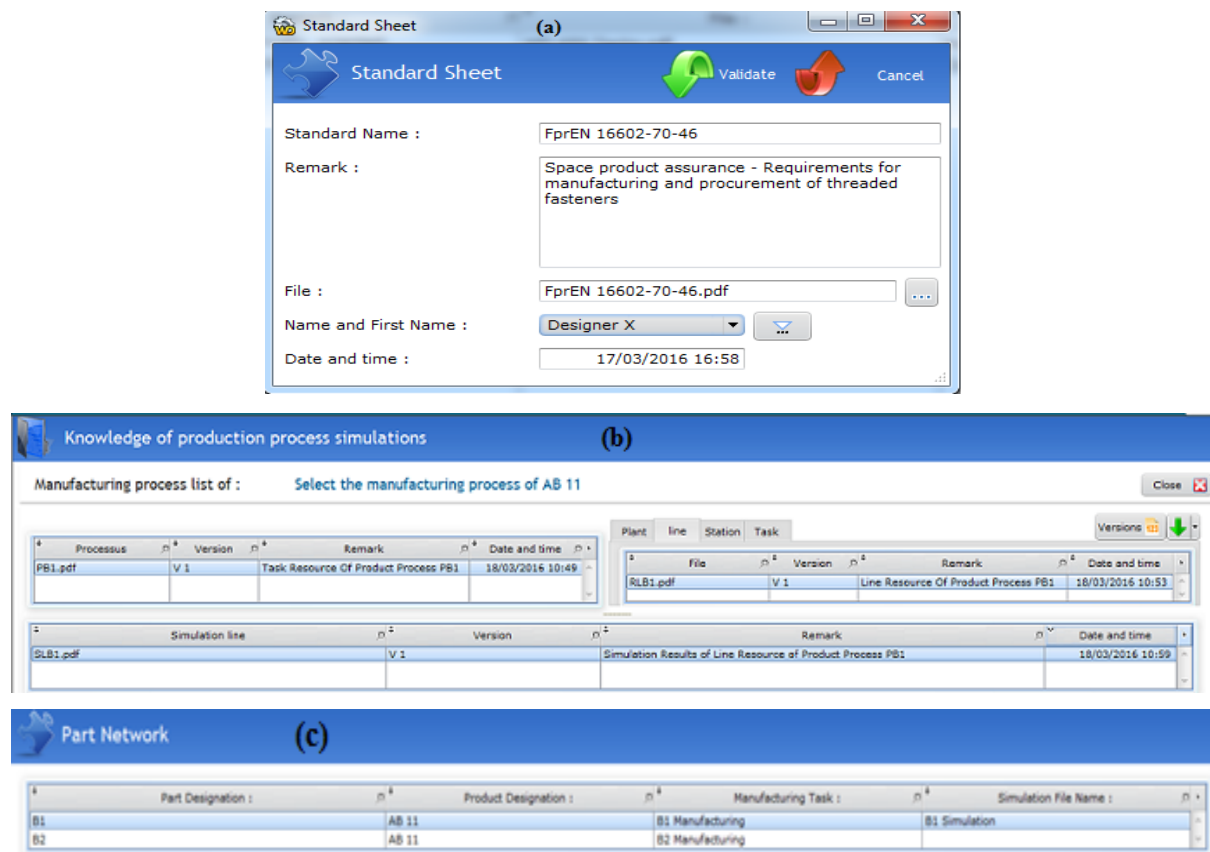 Standard Sheet (a)
Standard Sheet Validate Cancel
Standard Name : FprEN 16602-70-46
Remark : Space product assurance - Requirements for
manufacturing and procurement of threaded
fasteners
File : FprEN 16602-70-46.pdf ...
Name and First Name : Designer X
Date and time : 17/03/2016 16:58
Knowledge of production process simulations (b)
Manufacturing process list of : Select the manufacturing process of AB 11 Close
Plant line Station Task Versions
Processus Version Remark Date and time
PB1.pdf V 1 Task Resource Of Product Process PB1 18/03/2016 10:49
File Version Remark Date and time
RLB1.pdf V 1 Line Resource Of Product Process PB1 18/03/2016 10:53
Simulation line Version Remark Date and time
SLB1.pdf V 1 Simulation Results of Line Resource of Product Process PB1 18/03/2016 10:59
Part Network (c)
Part Designation : Product Designation : Manufacturing Task : Simulation File Name :
B1 AB 11 B1 Manufacturing B1 Simulation
B2 AB 11 B2 Manufacturing